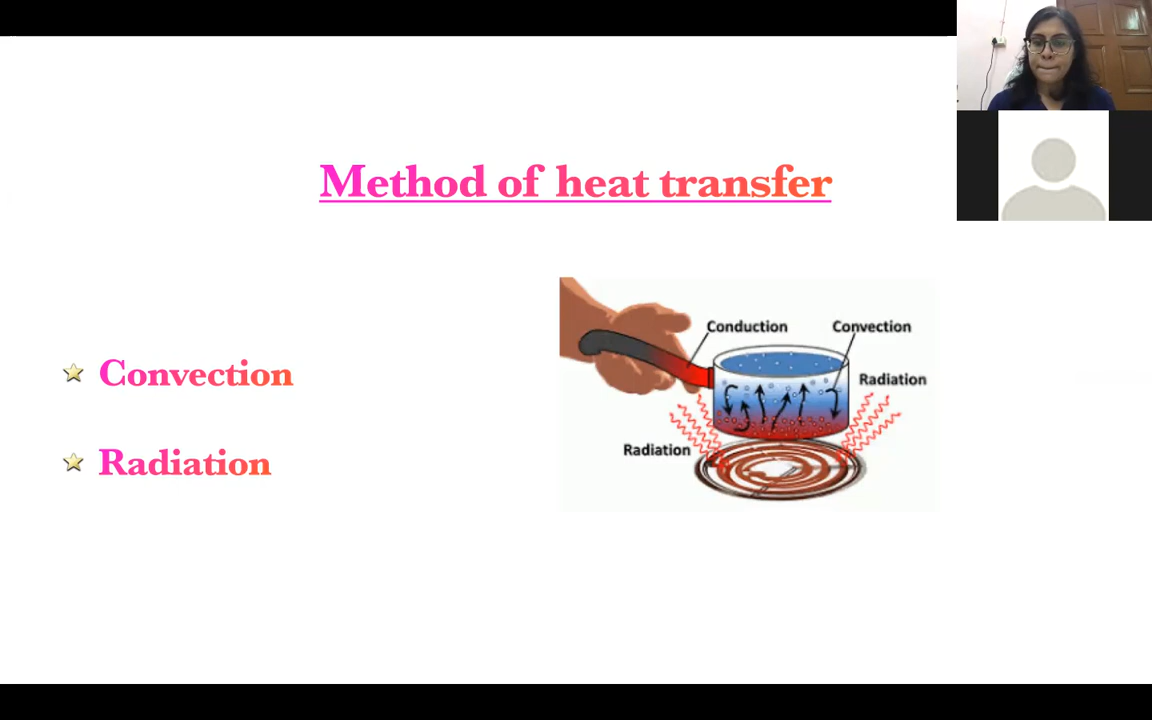 Method of heat transfer
Convection
Radiation
Conduction
Convection
Radiation
Radiation